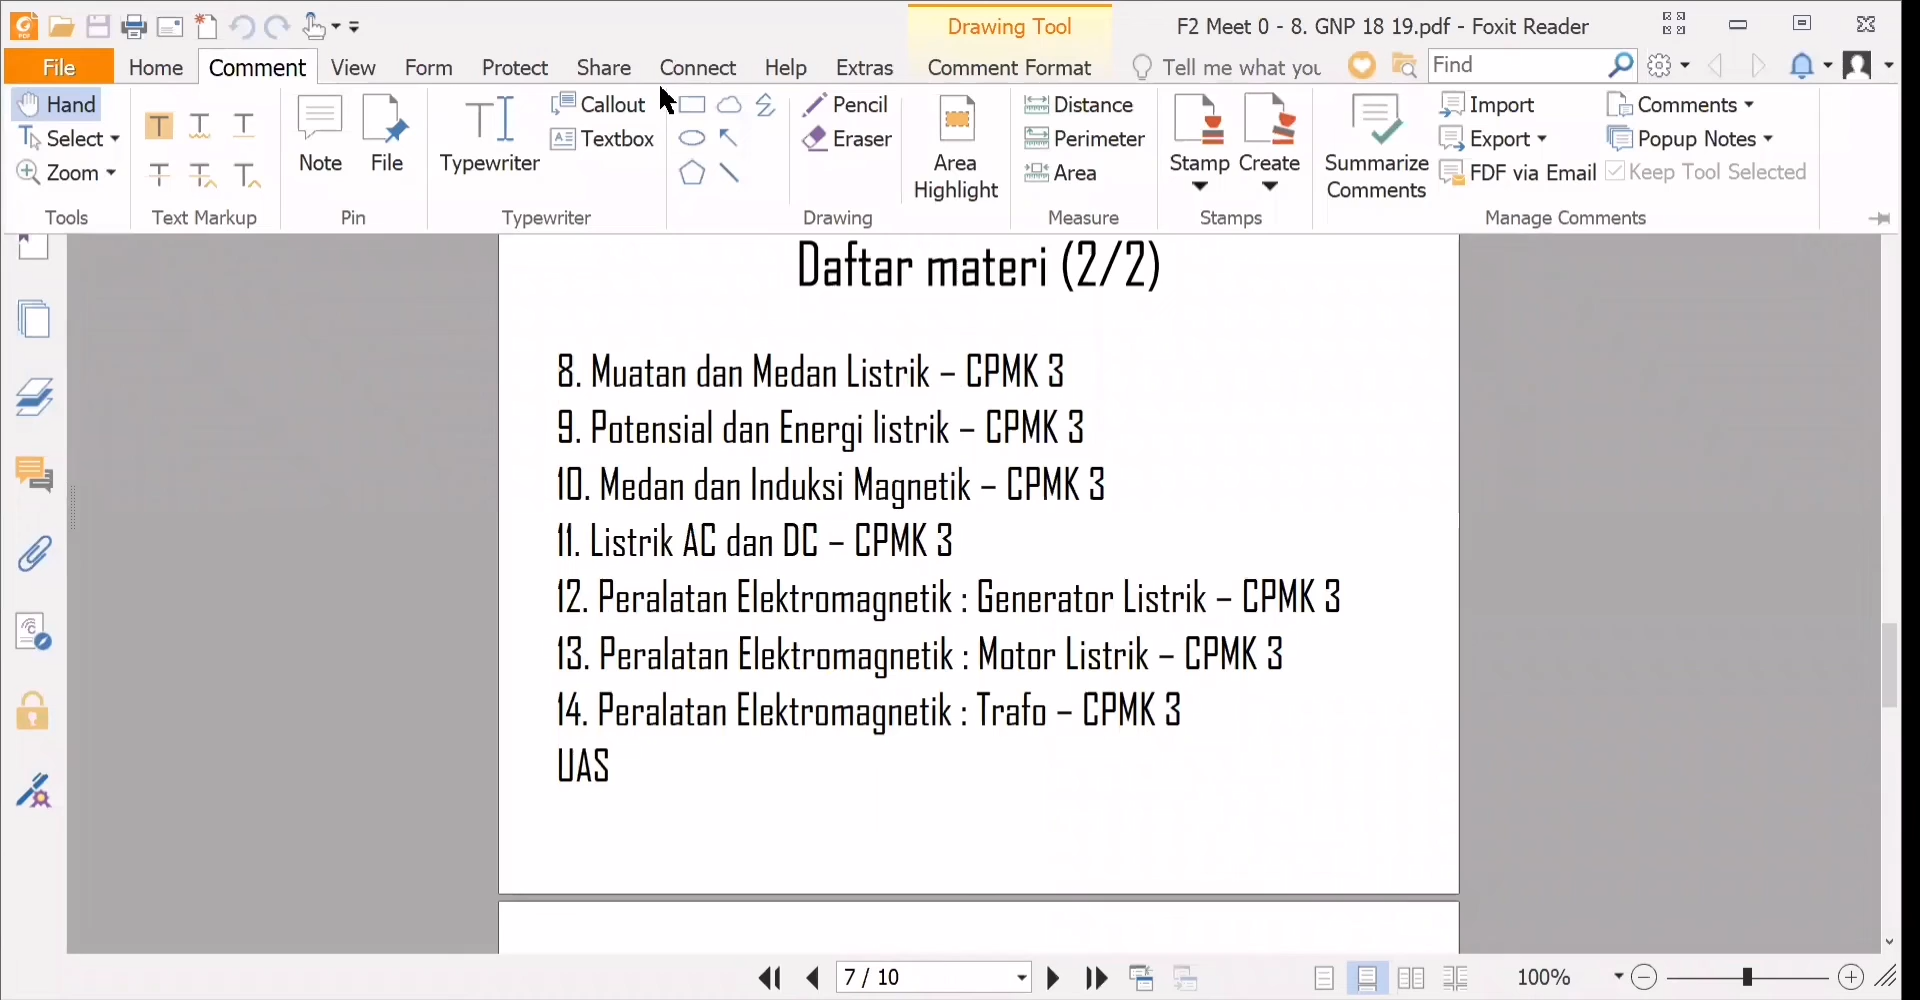 Drawing Tool
F2 Meet 0 - 8. GNP 18 19.pdf - Foxit Reader
File Home Comment View Form Protect Share Connect Help Extras Comment Format Tell me what you Find
Hand
Select
Zoom
Tools
Text Markup
Note
File
Pin
Typewriter
Callout
Textbox
Typewriter
Pencil
Eraser
Area
Highlight
Drawing
Distance
Perimeter
Area
Measure
Stamp
Create
Stamps
Summarize
Comments
Import
Export
FDF via Email
Comments
Popup Notes
Keep Tool Selected
Manage Comments
Daftar materi (2/2)
8. Muatan dan Medan Listrik – CPMK 3
9. Potensial dan Energi listrik – CPMK 3
10. Medan dan Induksi Magnetik – CPMK 3
11. Listrik AC dan DC – CPMK 3
12. Peralatan Elektromagnetik : Generator Listrik – CPMK 3
13. Peralatan Elektromagnetik : Motor Listrik – CPMK 3
14. Peralatan Elektromagnetik : Trafo – CPMK 3
UAS
7 / 10
100%